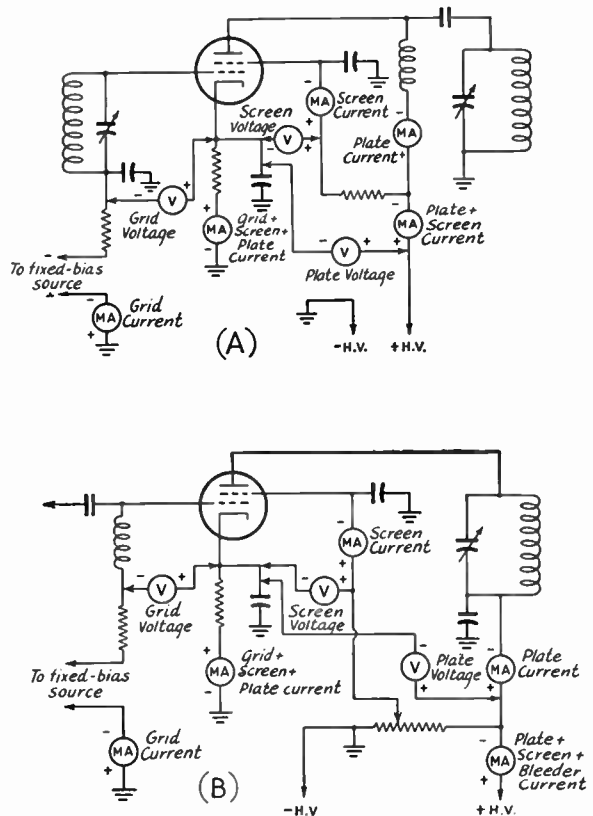 MA
Screen
Current
Screen
Voltage
V
Plate
Current
MA
V
Grid
Voltage
MA
Grid+
Screen+
Plate
Current
MA
Plate+
Screen
Current
V
Plate Voltage
To fixed-bias
source
MA
Grid
Current
(A)
-H.V.
+H.V.
MA
Screen
Current
V
Grid
Voltage
V
Screen
Voltage
MA
Grid+
Screen+
Plate current
V
Plate
Voltage
MA
Plate
Current
To fixed-bias
source
MA
Grid
Current
MA
Plate+
Screen+
Bleeder
Current
(B)
-H.V
+H.V.